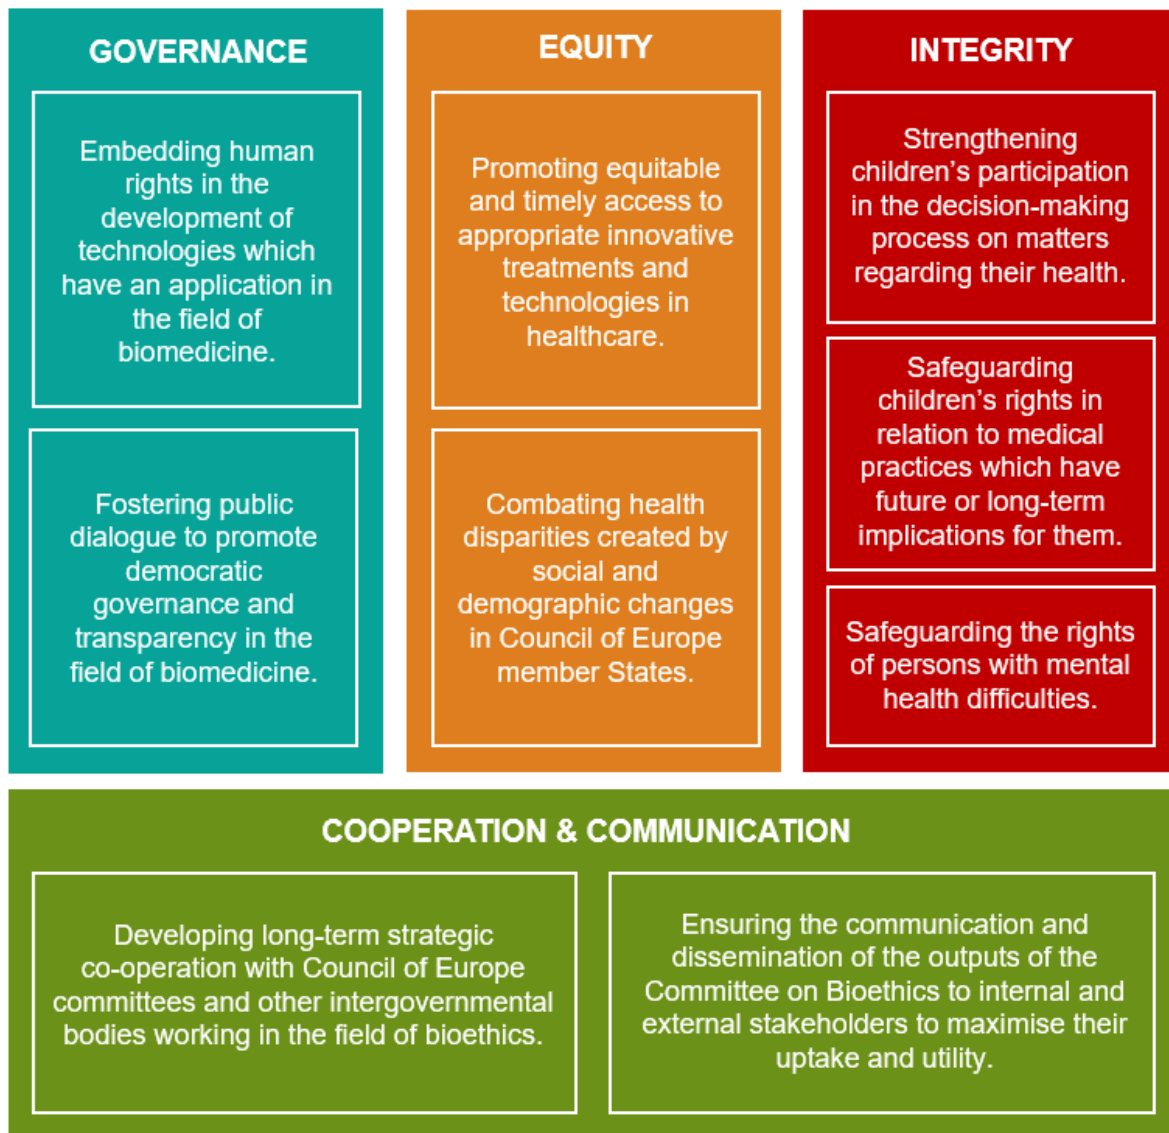 GOVERNANCE
Embedding human
rights in the
development of
technologies which
have an application in
the field of
biomedicine.
Fostering public
dialogue to promote
democratic
governance and
transparency in the
field of biomedicine.
EQUITY
Promoting equitable
and timely access to
appropriate innovative
treatments and
technologies in
healthcare.
Combating health
disparities created by
social and
demographic changes
in Council of Europe
member States.
INTEGRITY
Strengthening
children’s participation
in the decision-making
process on matters
regarding their health.
Safeguarding
children’s rights in
relation to medical
practices which have
future or long-term
implications for them.
Safeguarding the rights
of persons with mental
health difficulties.
COOPERATION & COMMUNICATION
Developing long-term strategic
co-operation with Council of Europe
committees and other intergovernmental
bodies working in the field of bioethics.
Ensuring the communication and
dissemination of the outputs of the
Committee on Bioethics to internal and
external stakeholders to maximise their
uptake and utility.